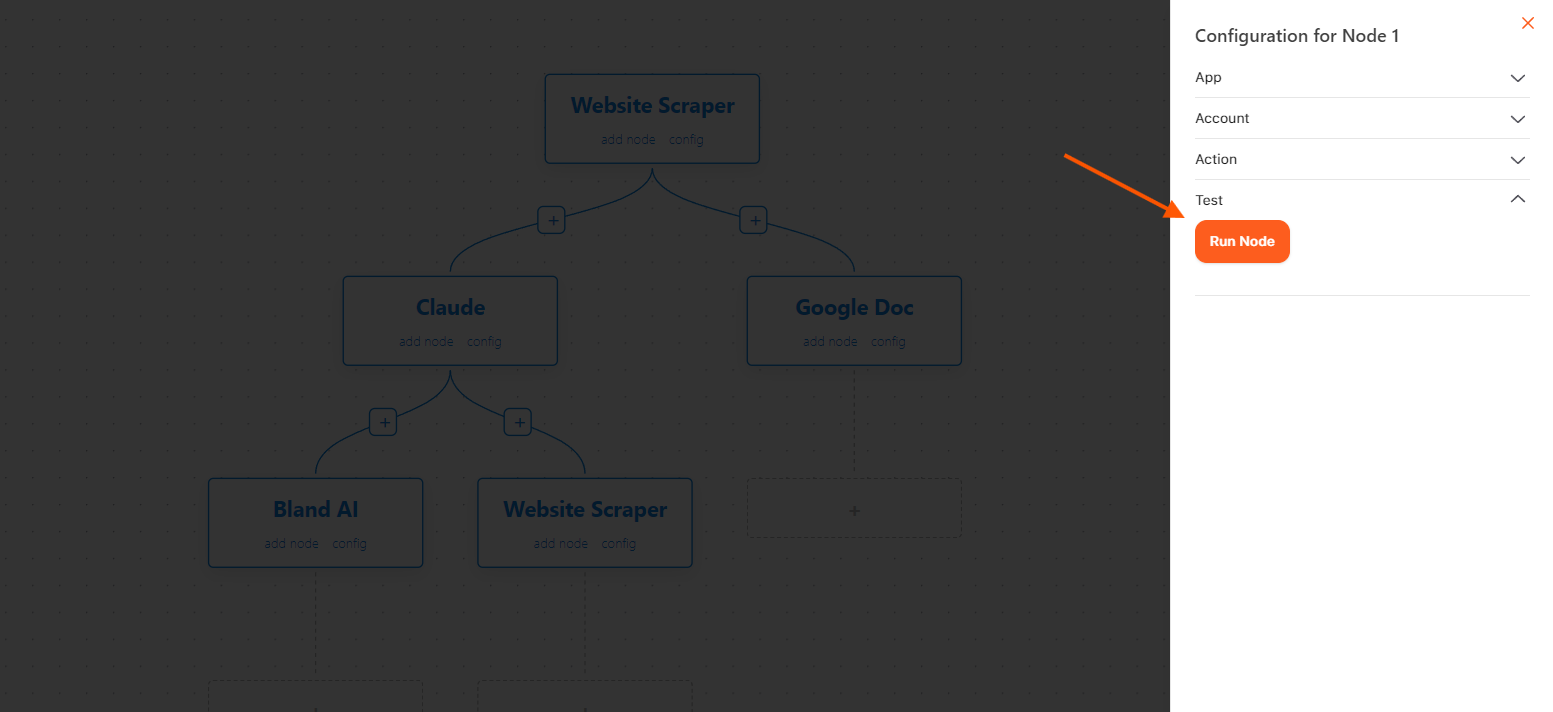 Configuration for Node 1
App
Account
Action
Test
Run Node
Website Scraper
add node config
+ +
Claude
add node config
Google Doc
add node config
+ +
Bland AI
add node config
Website Scraper
add node config
+